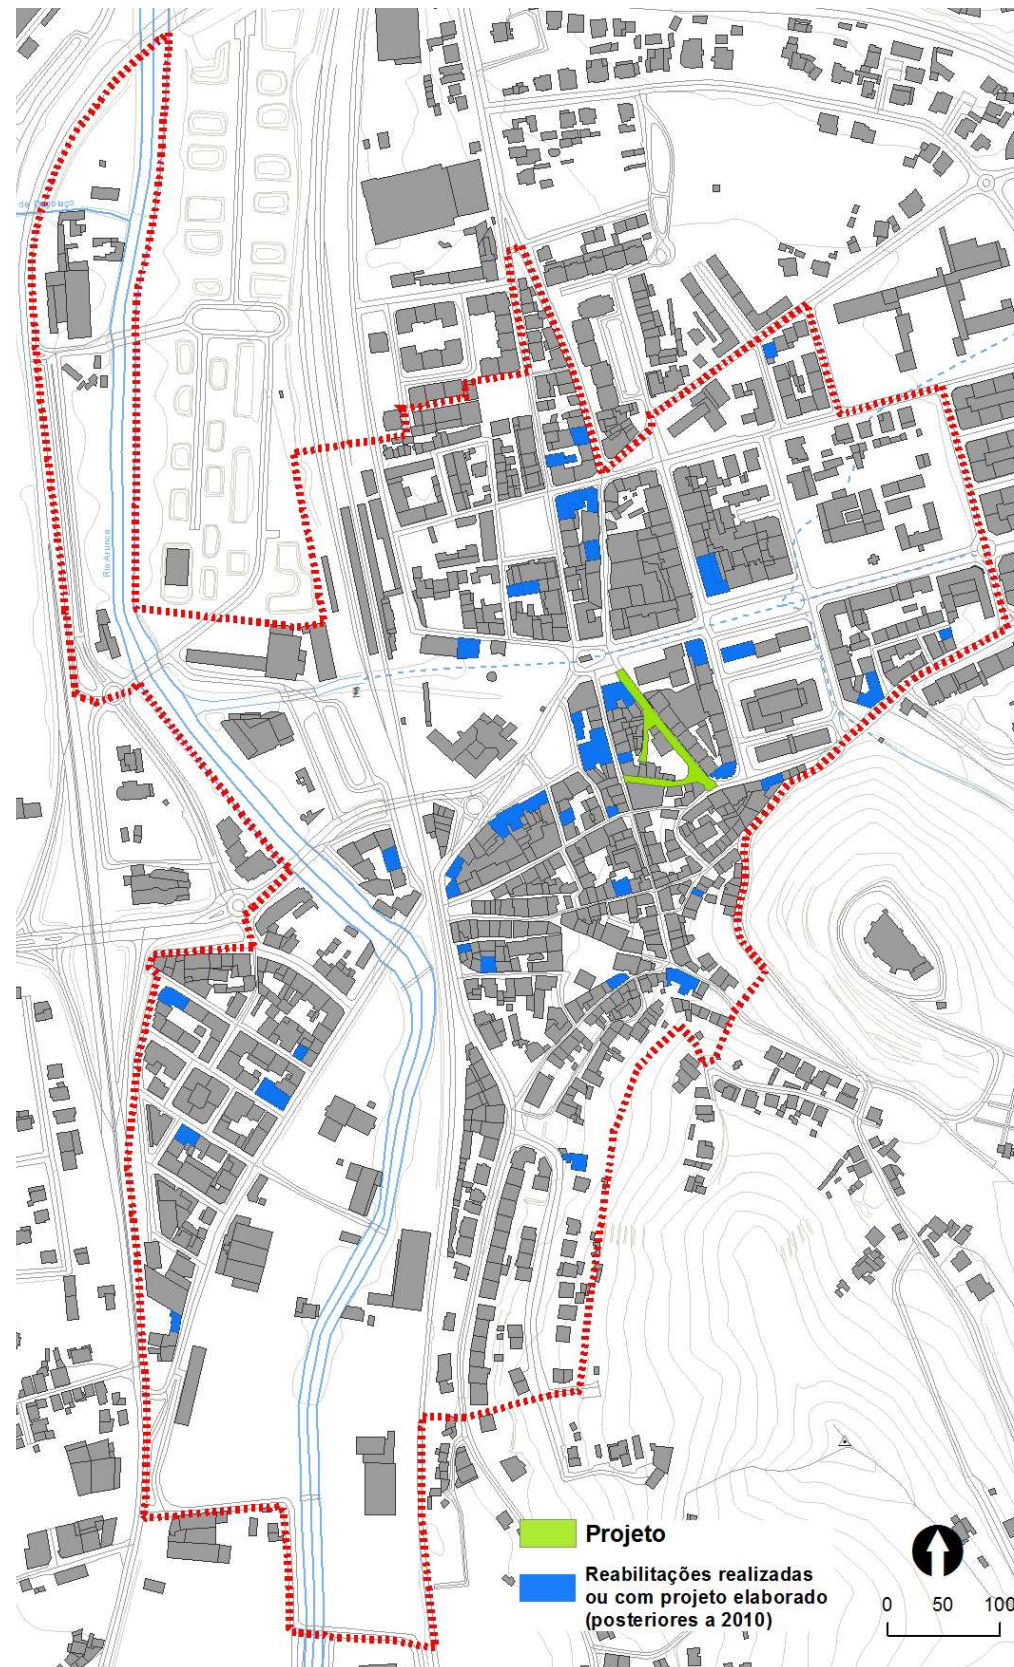 Rio Arunca
Projeto
Reabilitações realizadas
ou com projeto elaborado
(posteriores a 2010)
0 50 100